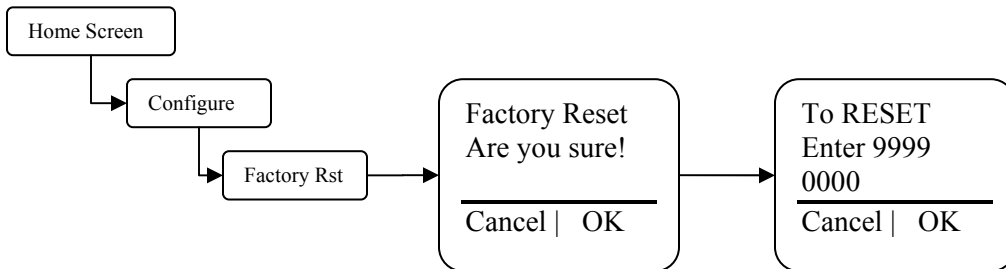 Home Screen
Configure
Factory Rst
Factory Reset
Are you sure!
Cancel | OK
To RESET
Enter 9999
0000
Cancel | OK